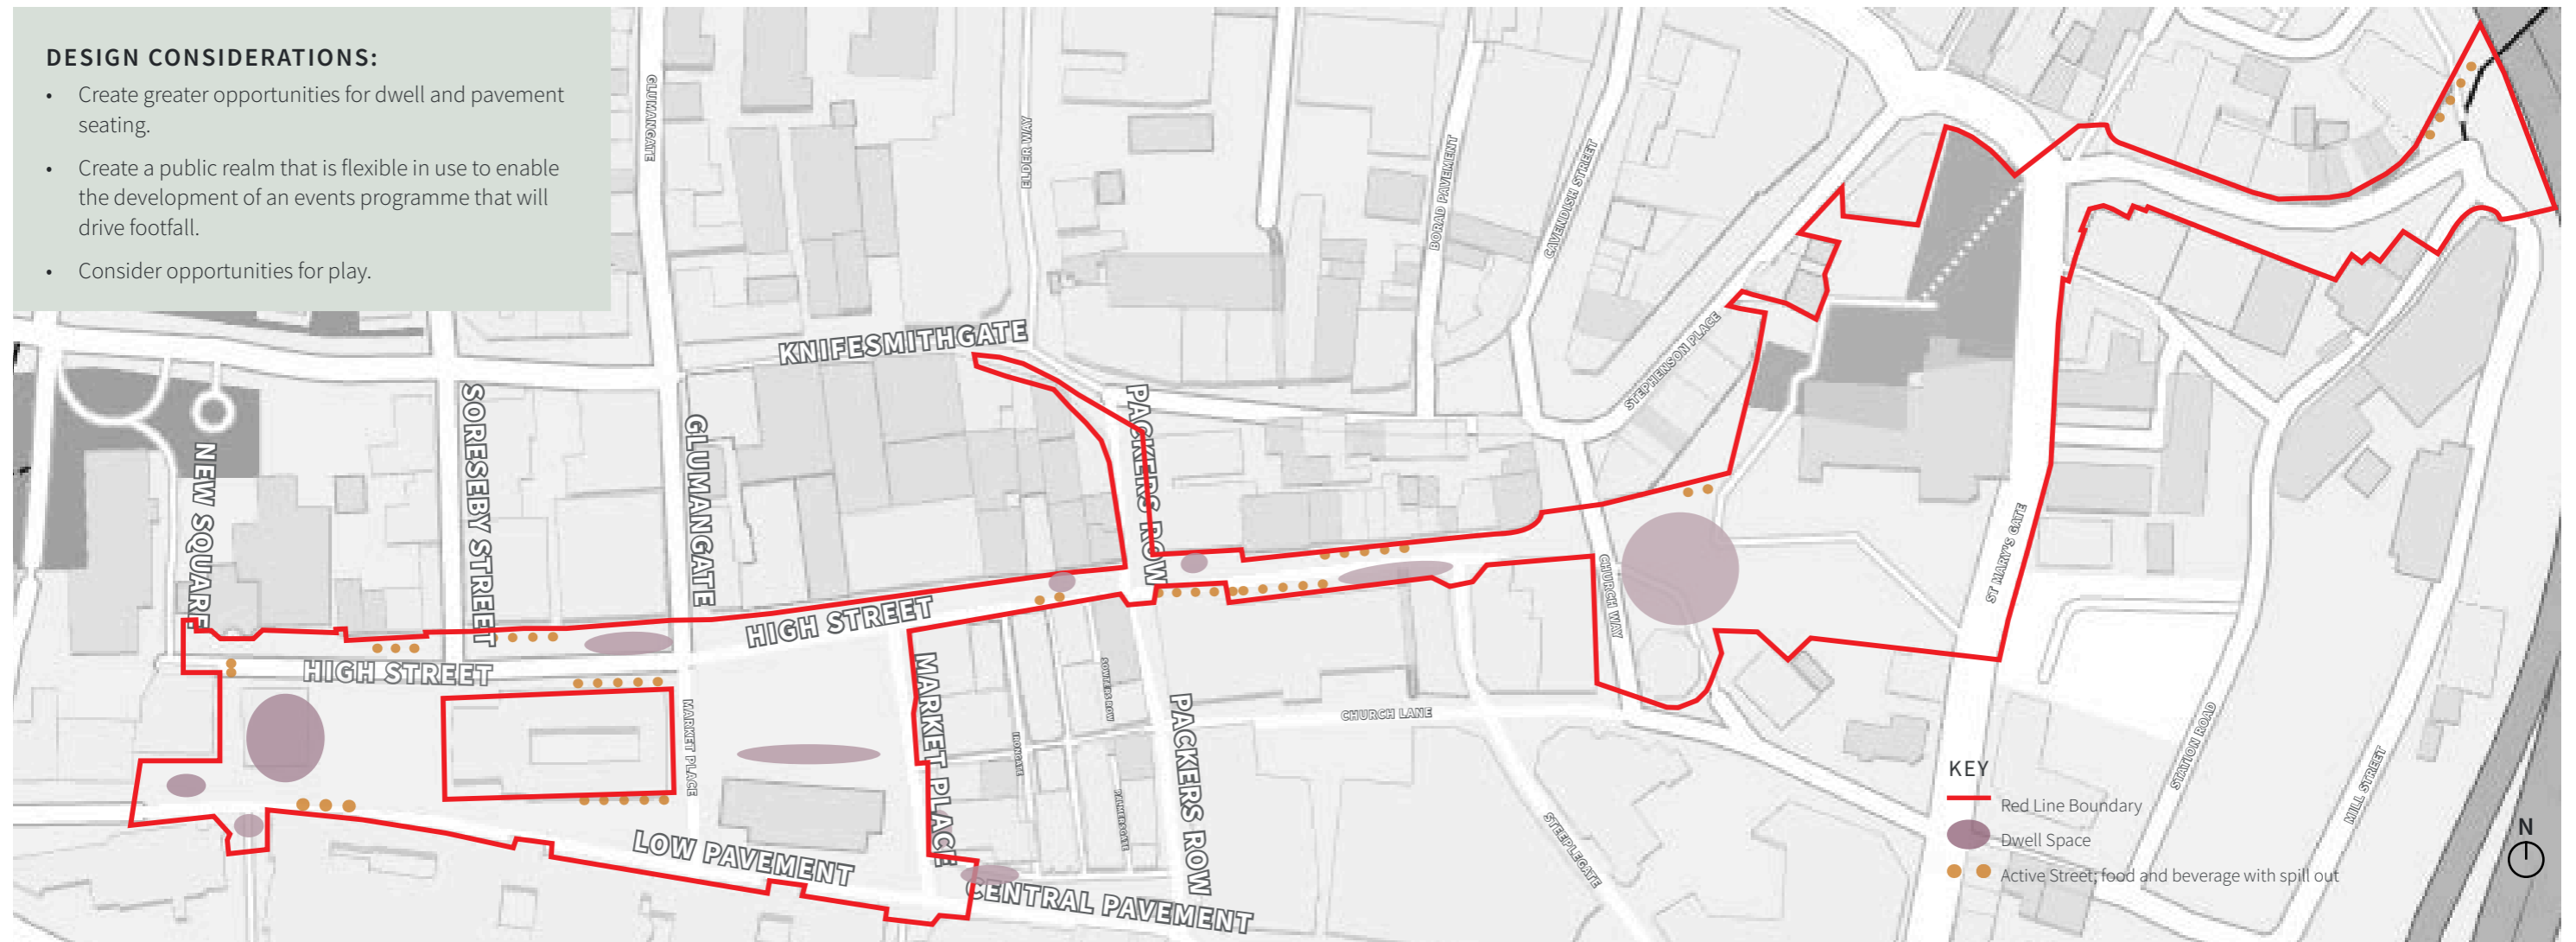 DESIGN CONSIDERATIONS:
• Create greater opportunities for dwell and pavement
seating.
• Create a public realm that is flexible in use to enable
the development of an events programme that will
drive footfall.
• Consider opportunities for play.
GLUMANGATE
ELDER WAY
BORAD PAVEMENT
CAVENDISH STREET
KNIFESMITHGATE
STEPHENSON PLACE
NEW SQUARE
SORESEBY STREET
GLUMANGATE
PACKERS ROW
HIGH STREET
HIGH STREET
CHURCH WAY
ST MARY'S GATE
MARKET PLACE
MARKET PLACE
SOWTERS ROW
IRONGATE
PALMERSGATE
PACKERS ROW
CHURCH LANE
STEEPLEGATE
STATION ROAD
MILL STREET
LOW PAVEMENT
CENTRAL PAVEMENT
KEY
Red Line Boundary
Dwell Space
Active Street; food and beverage with spill out
N